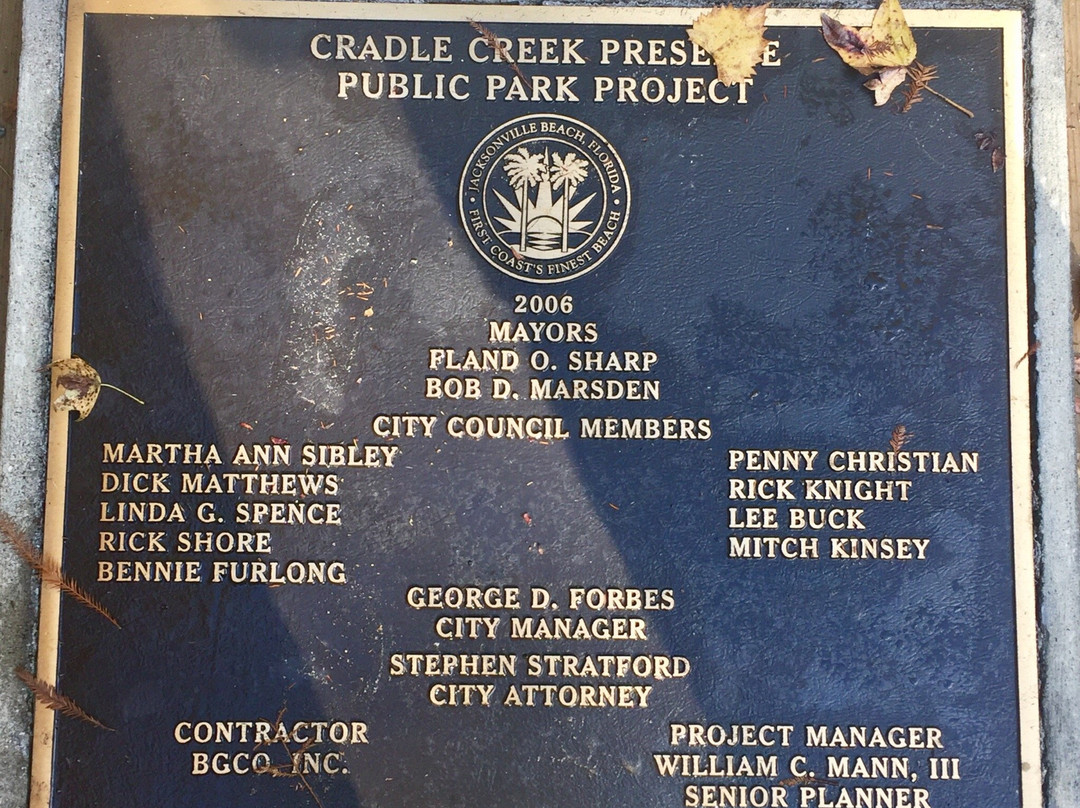 CRADLE CREEK PRESERVE
PUBLIC PARK PROJECT
JACKSONVILLE BEACH, FLORIDA
FIRST COAST'S FINEST BEACH
2006
MAYORS
FLAND O. SHARP
BOB D. MARSDEN
CITY COUNCIL MEMBERS
MARTHA ANN SIBLEY
DICK MATTHEWS
LINDA G. SPENCE
RICK SHORE
BENNIE FURLONG
PENNY CHRISTIAN
RICK KNIGHT
LEE BUCK
MITCH KINSEY
GEORGE D. FORBES
CITY MANAGER
STEPHEN STRATFORD
CITY ATTORNEY
CONTRACTOR
BGCO, INC.
PROJECT MANAGER
WILLIAM C. MANN, III
SENIOR PLANNER